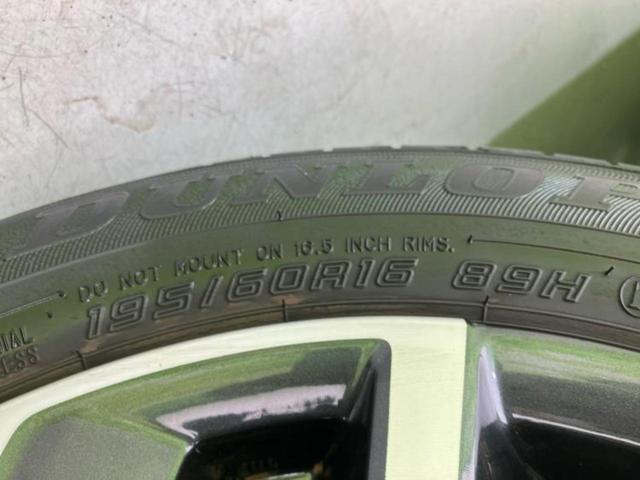 DUNLOP
DO NOT MOUNT ON 16.5 INCH RIMS.
195/60R16 89H